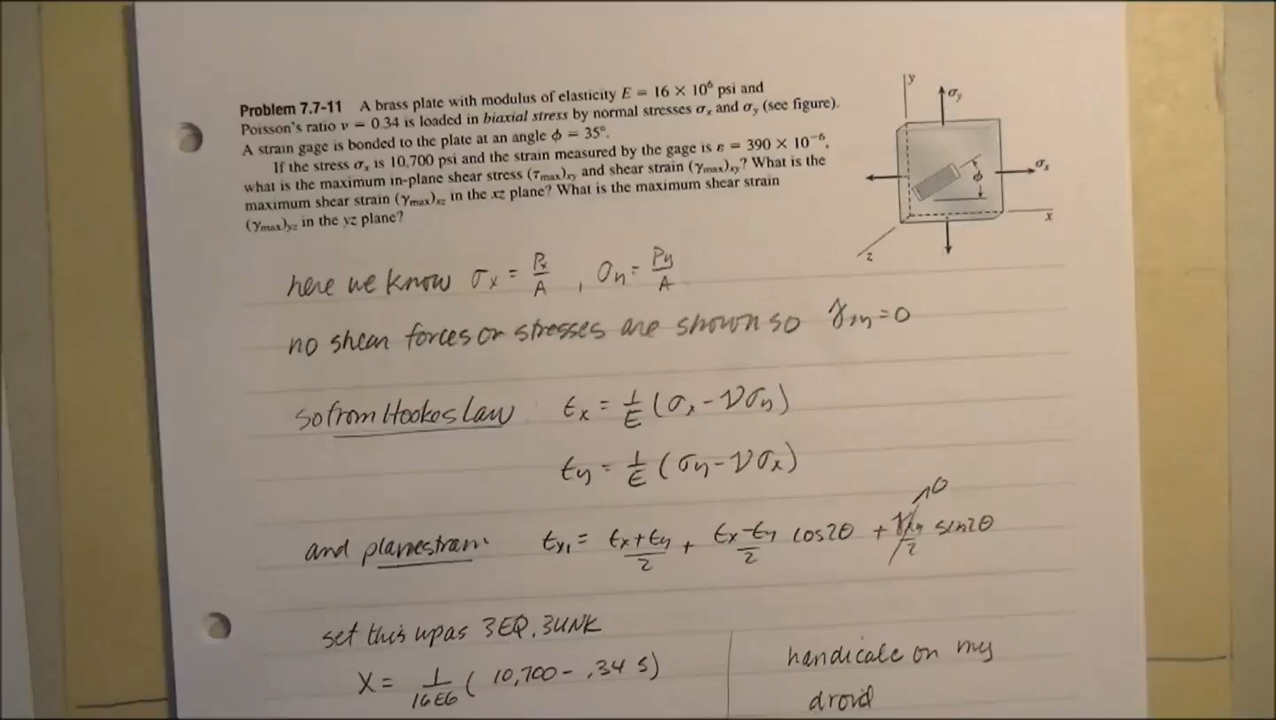 Problem 7.7-11 A brass plate with modulus of elasticity E = 16 × 10⁶ psi and
Poisson's ratio ν = 0.34 is loaded in biaxial stress by normal stresses σx and σy (see figure).
A strain gage is bonded to the plate at an angle ϕ = 35°.
If the stress σx is 10,700 psi and the strain measured by the gage is ε = 390 × 10⁻⁶,
what is the maximum in-plane shear stress (τmax)xy and shear strain (γmax)xy? What is the
maximum shear strain (γmax)xz in the xz plane? What is the maximum shear strain
(γmax)yz in the yz plane?
y
σy
σx
ϕ
x
z
here we know σx = Px/A , σy = Py/A
no shear forces or stresses are shown so γxy = 0
so from Hookes Law εx = 1/E (σx - νσy)
εy = 1/E (σy - νσx)
and planestrain εx1 = εx+εy/2 + εx-εy/2 cos2θ + γxy/2 sin2θ
0
set this up as 3EQ, 3UNK
X = 1/16E6 ( 10,700 - .34 S)
handicalc on my
droid